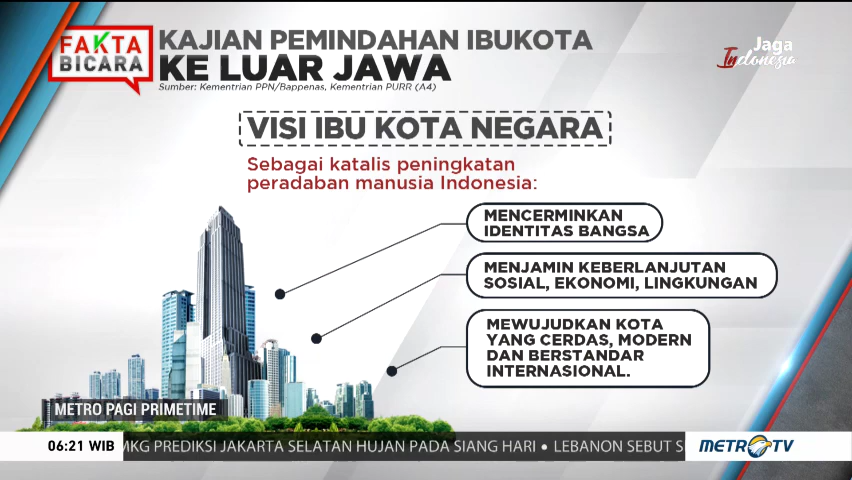 FAKTA
BICARA
KAJIAN PEMINDAHAN IBUKOTA
KE LUAR JAWA
Sumber: Kementrian PPN/Bappenas, Kementrian PURR (A4)
Jaga
Indonesia
VISI IBU KOTA NEGARA
Sebagai katalis peningkatan
peradaban manusia Indonesia:
MENCERMINKAN
IDENTITAS BANGSA
MENJAMIN KEBERLANJUTAN
SOSIAL, EKONOMI, LINGKUNGAN
MEWUJUDKAN KOTA
YANG CERDAS, MODERN
DAN BERSTANDAR
INTERNASIONAL.
METRO PAGI PRIMETIME
06:21 WIB
MKG PREDIKSI JAKARTA SELATAN HUJAN PADA SIANG HARI • LEBANON SEBUT S
METRO TV